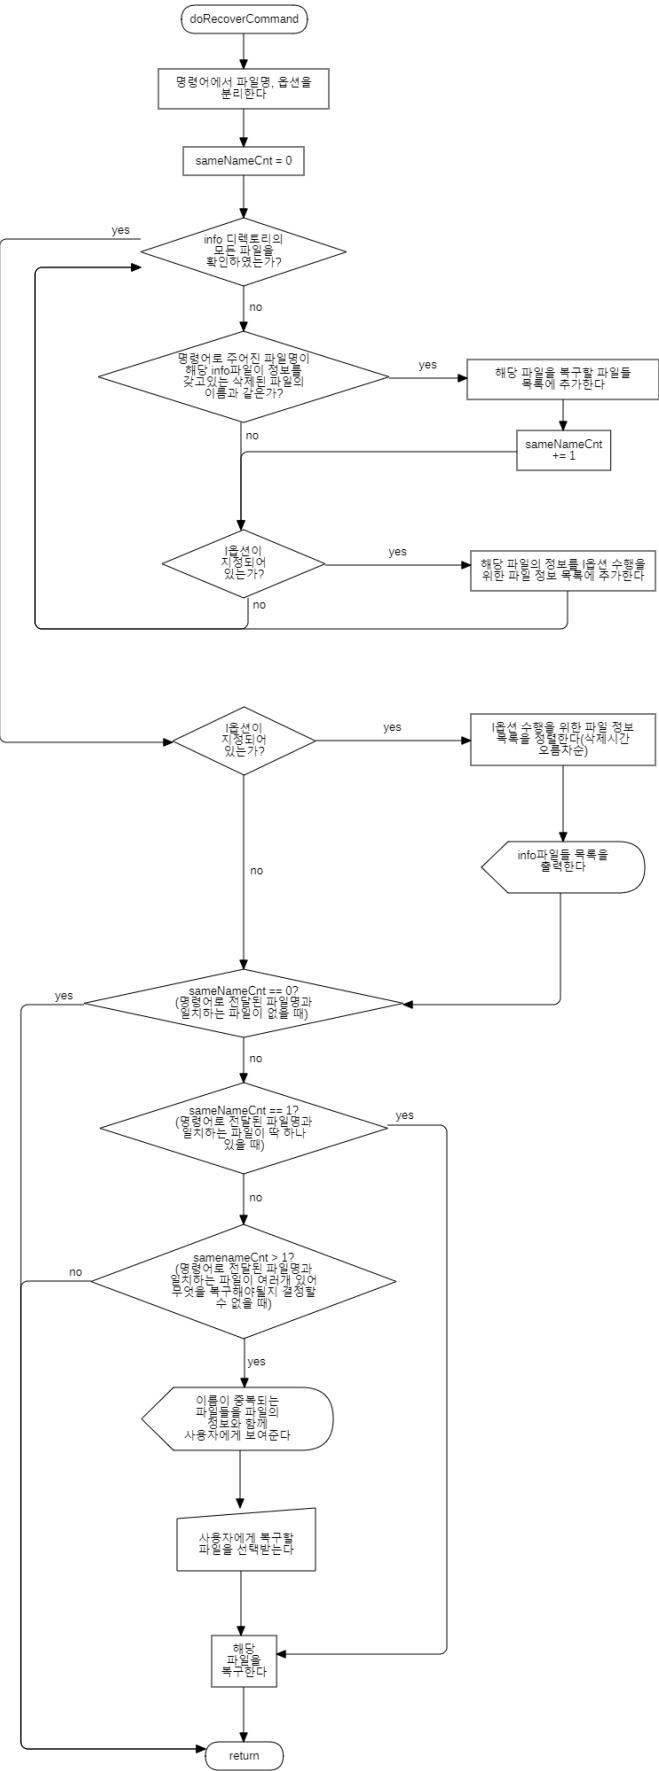 doRecoverCommand
명령어에서 파일명, 옵션을
분리한다
sameNameCnt = 0
yes
info 디렉토리의
모든 파일을
확인하였는가?
no
명령어로 주어진 파일명이
해당 info파일이 정보를
갖고있는 삭제된 파일의
이름과 같은가?
yes
해당 파일을 복구할 파일들
목록에 추가한다
no
sameNameCnt
+= 1
l옵션이
지정되어
있는가?
yes
해당 파일의 정보를 l옵션 수행을
위한 파일 정보 목록에 추가한다
no
l옵션이
지정되어
있는가?
yes
l옵션 수행을 위한 파일 정보
목록을 정렬한다(삭제시간
오름차순)
info파일들 목록을
출력한다
no
yes
sameNameCnt == 0?
(명령어로 전달된 파일명과
일치하는 파일이 없을 때)
no
sameNameCnt == 1?
(명령어로 전달된 파일명과
일치하는 파일이 딱 하나
있을 때)
yes
no
samenameCnt > 1?
(명령어로 전달된 파일명과
일치하는 파일이 여러개 있어
무엇을 복구해야될지 결정할
수 없을 때)
no
yes
이름이 중복되는
파일들을 파일의
정보와 함께
사용자에게 보여준다
사용자에게 복구할
파일을 선택받는다
해당
파일을
복구한다
return